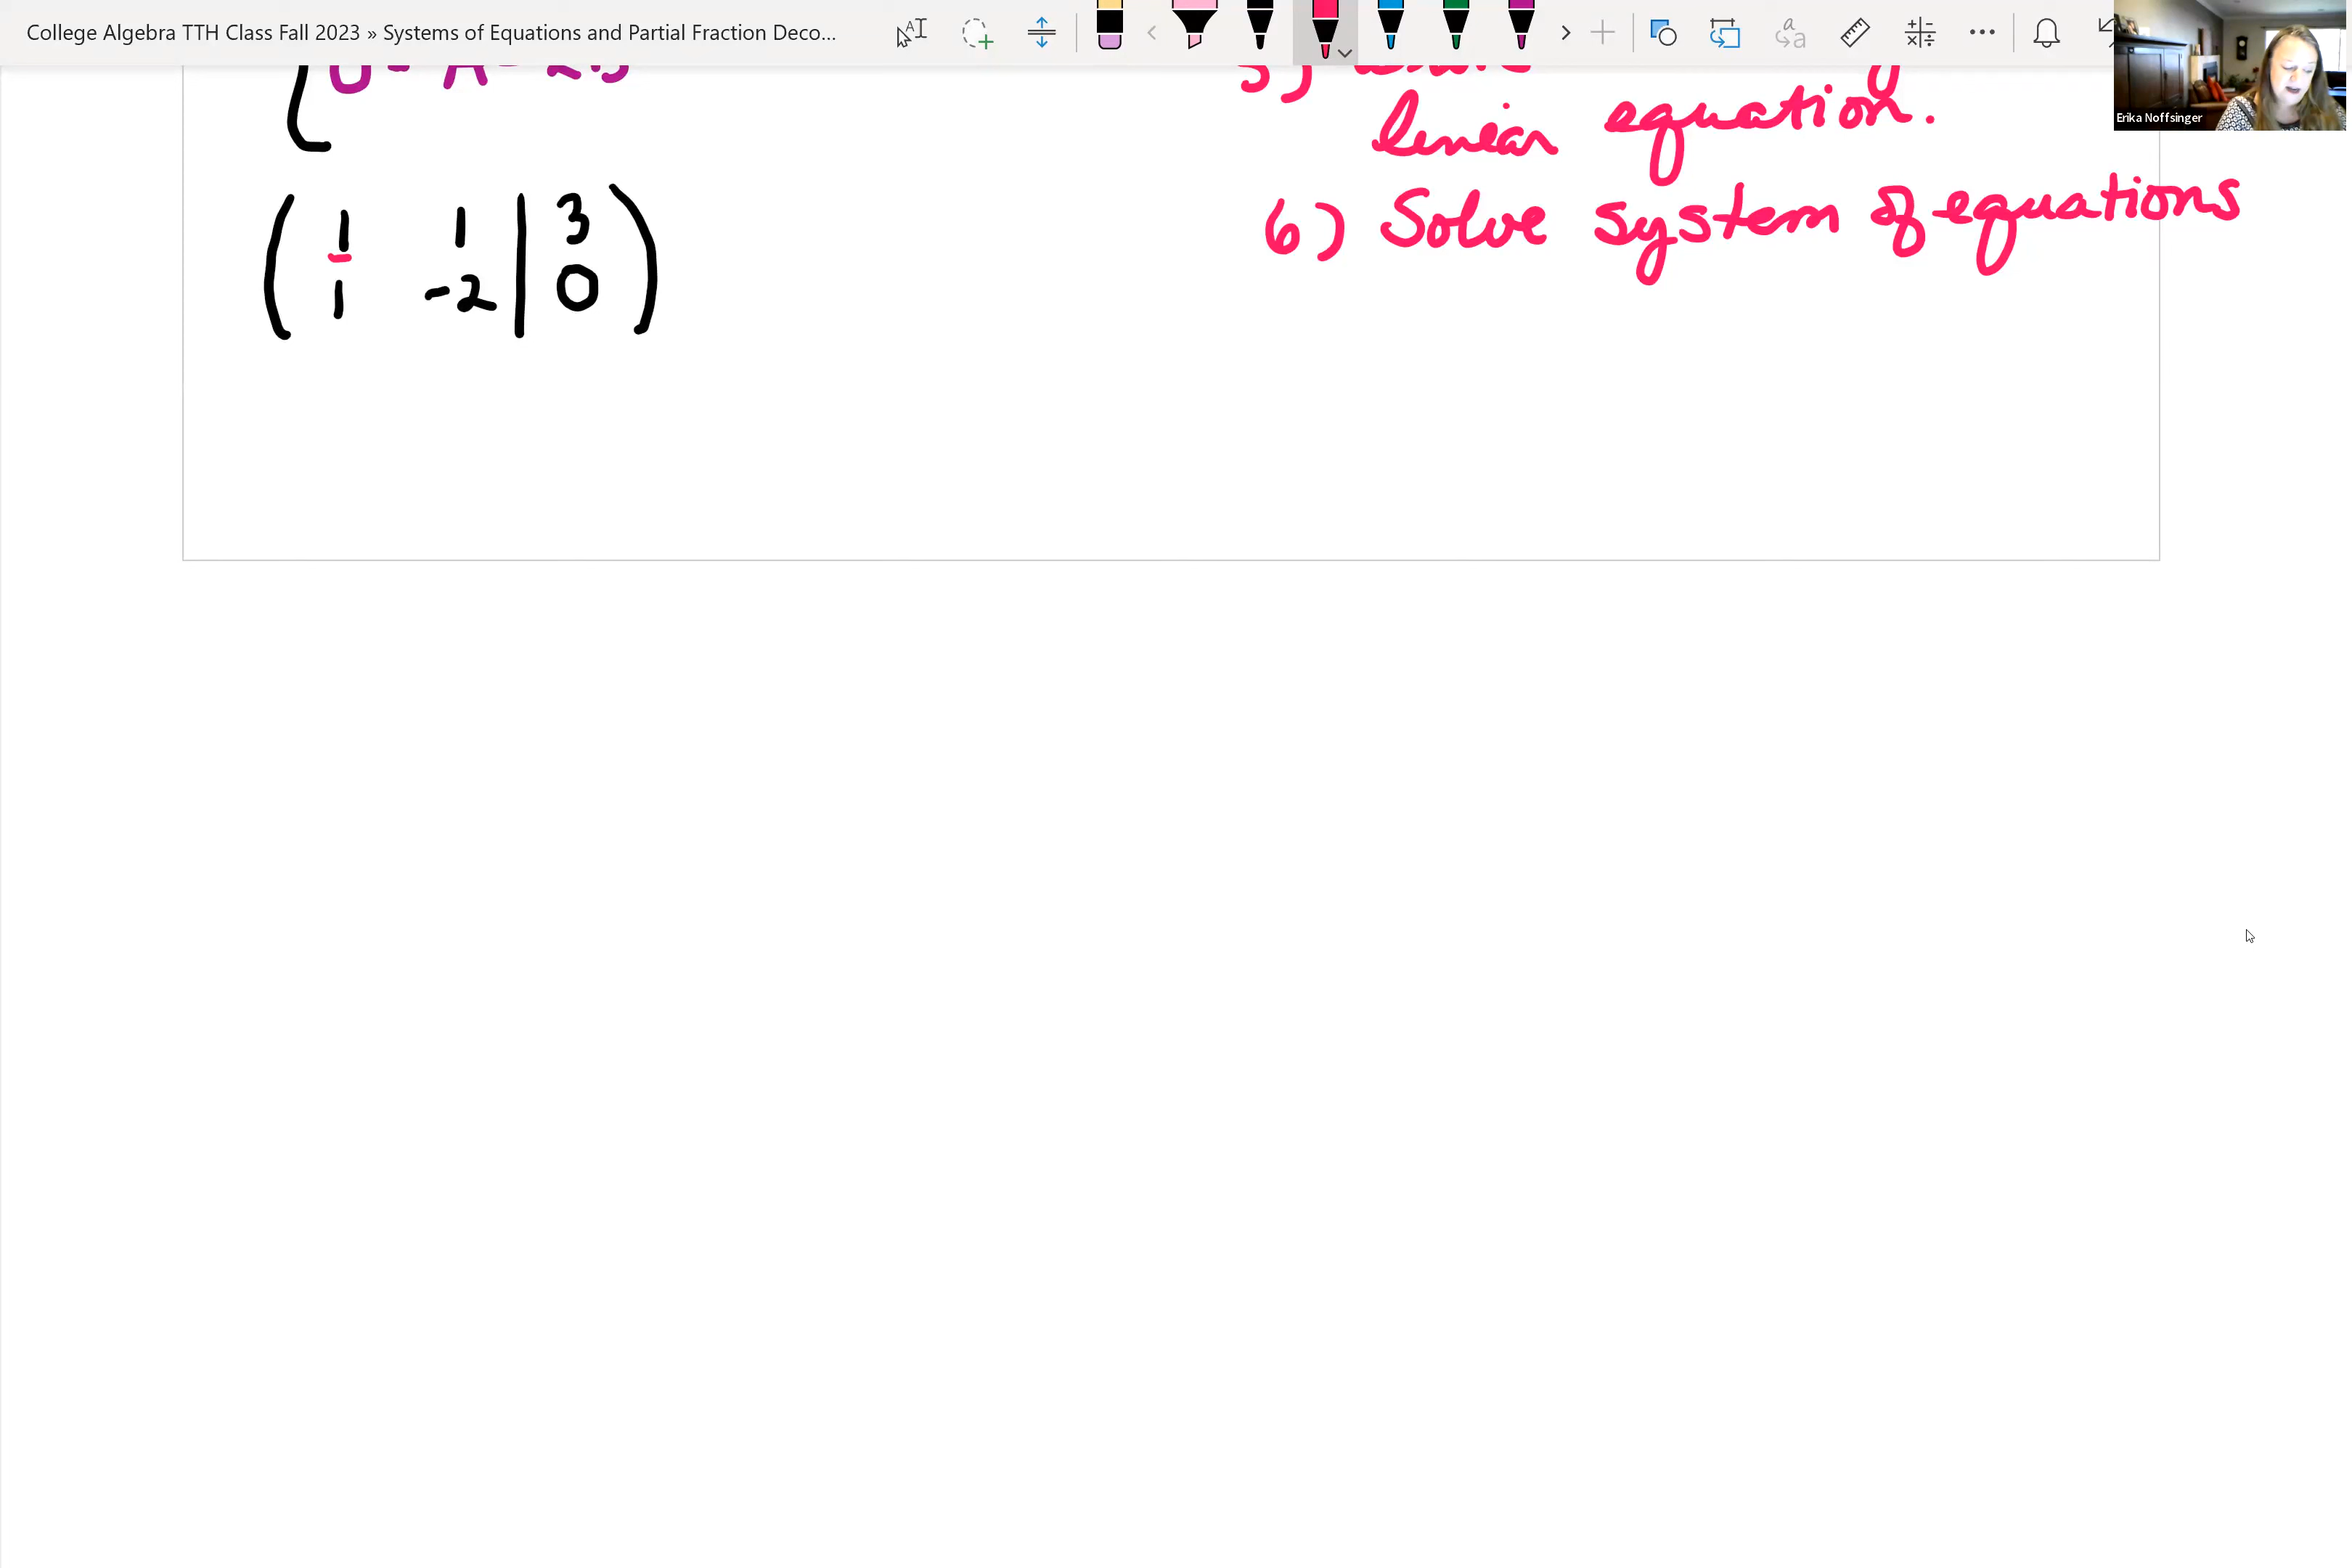 College Algebra TTH Class Fall 2023 » Systems of Equations and Partial Fraction Deco...
Erika Noffsinger
linear equation.
6) Solve system of equations
1 1 | 3
1 -2 | 0